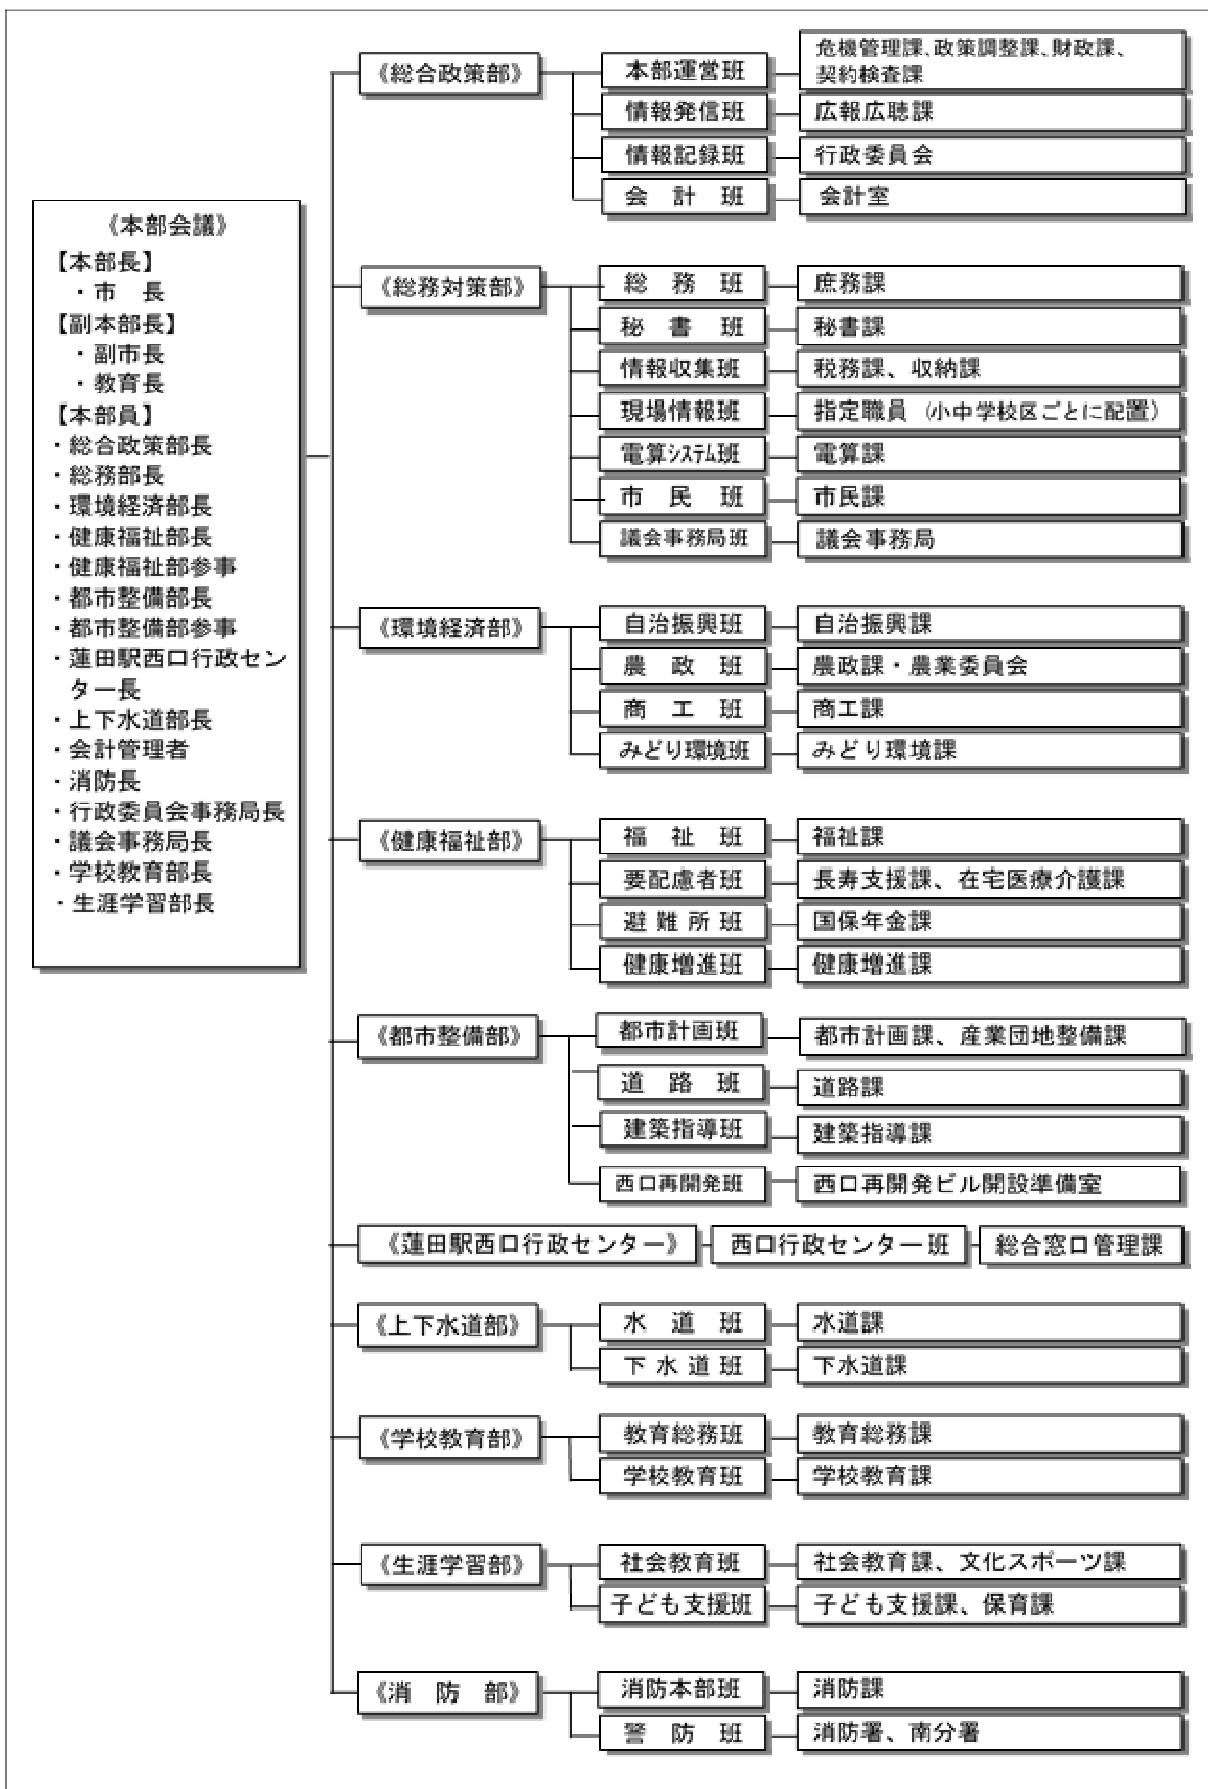 《本部会議》
【本部長】
・市　長
【副本部長】
・副市長
・教育長
【本部員】
・総合政策部長
・総務部長
・環境経済部長
・健康福祉部長
・健康福祉部参事
・都市整備部長
・都市整備部参事
・蓮田駅西口行政セン
ター長
・上下水道部長
・会計管理者
・消防長
・行政委員会事務局長
・議会事務局長
・学校教育部長
・生涯学習部長
《総合政策部》
本部運営班
危機管理課、政策調整課、財政課、
契約検査課
情報発信班
広報広聴課
情報記録班
行政委員会
会　計　班
会計室
《総務対策部》
総　務　班
庶務課
秘　書　班
秘書課
情報収集班
税務課、収納課
現場情報班
指定職員（小中学校区ごとに配置）
電算ｼｽﾃﾑ班
電算課
市　民　班
市民課
議会事務局班
議会事務局
《環境経済部》
自治振興班
自治振興課
農　政　班
農政課・農業委員会
商　工　班
商工課
みどり環境班
みどり環境課
《健康福祉部》
福　祉　班
福祉課
要配慮者班
長寿支援課、在宅医療介護課
避 難 所 班
国保年金課
健康増進班
健康増進課
《都市整備部》
都市計画班
都市計画課、産業団地整備課
道　路　班
道路課
建築指導班
建築指導課
西口再開発班
西口再開発ビル開設準備室
《蓮田駅西口行政センター》
西口行政センター班
総合窓口管理課
《上下水道部》
水　道　班
水道課
下 水 道 班
下水道課
《学校教育部》
教育総務班
教育総務課
学校教育班
学校教育課
《生涯学習部》
社会教育班
社会教育課、文化スポーツ課
子ども支援班
子ども支援課、保育課
《消　防　部》
消防本部班
消防課
警　防　班
消防署、南分署